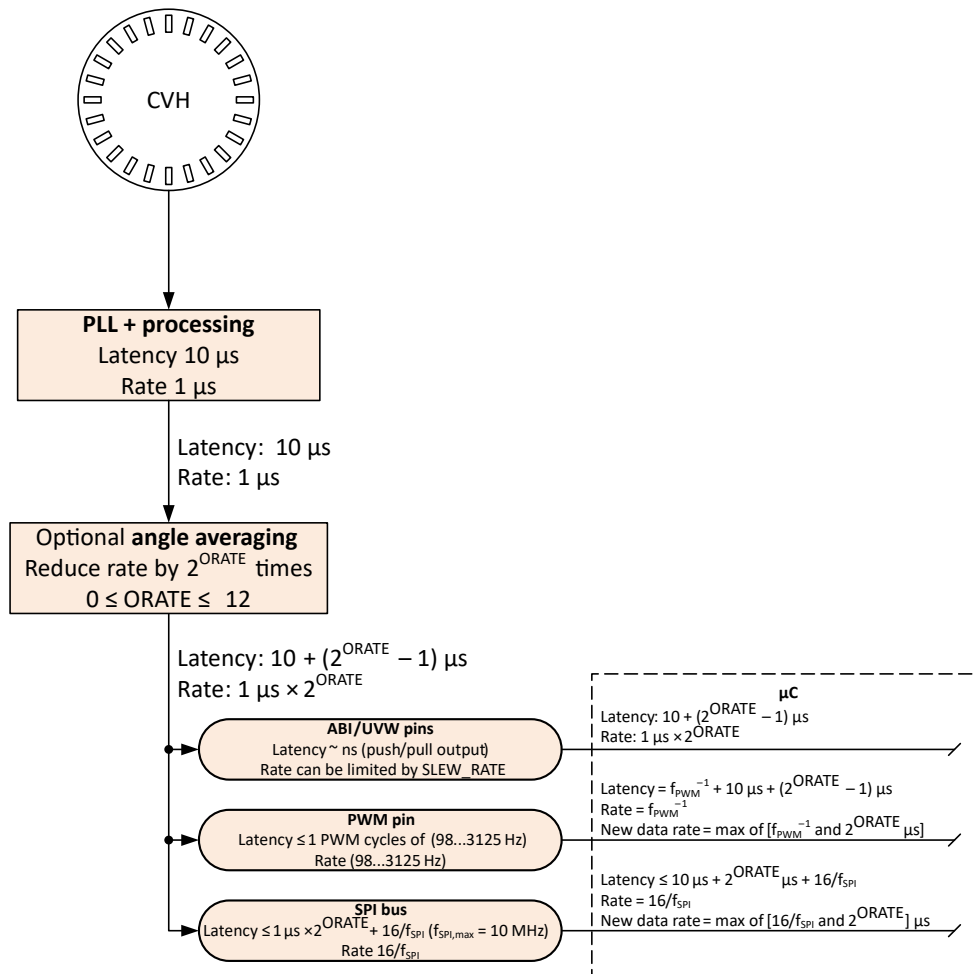 CVH
PLL + processing
Latency 10 µs
Rate 1 µs
Latency: 10 µs
Rate: 1 µs
Optional angle averaging
Reduce rate by 2^ORATE times
0 ≤ ORATE ≤ 12
Latency: 10 + (2^ORATE – 1) µs
Rate: 1 µs × 2^ORATE
ABI/UVW pins
Latency ~ ns (push/pull output)
Rate can be limited by SLEW_RATE
µC
Latency: 10 + (2^ORATE – 1) µs
Rate: 1 µs × 2^ORATE
PWM pin
Latency ≤ 1 PWM cycles of (98...3125 Hz)
Rate (98...3125 Hz)
Latency = f_PWM^–1 + 10 µs + (2^ORATE – 1) µs
Rate = f_PWM^–1
New data rate = max of [f_PWM^–1 and 2^ORATE µs]
SPI bus
Latency ≤ 1 µs × 2^ORATE + 16/f_SPI (f_SPI,max = 10 MHz)
Rate 16/f_SPI
Latency ≤ 10 µs + 2^ORATE µs + 16/f_SPI
Rate = 16/f_SPI
New data rate = max of [16/f_SPI and 2^ORATE] µs